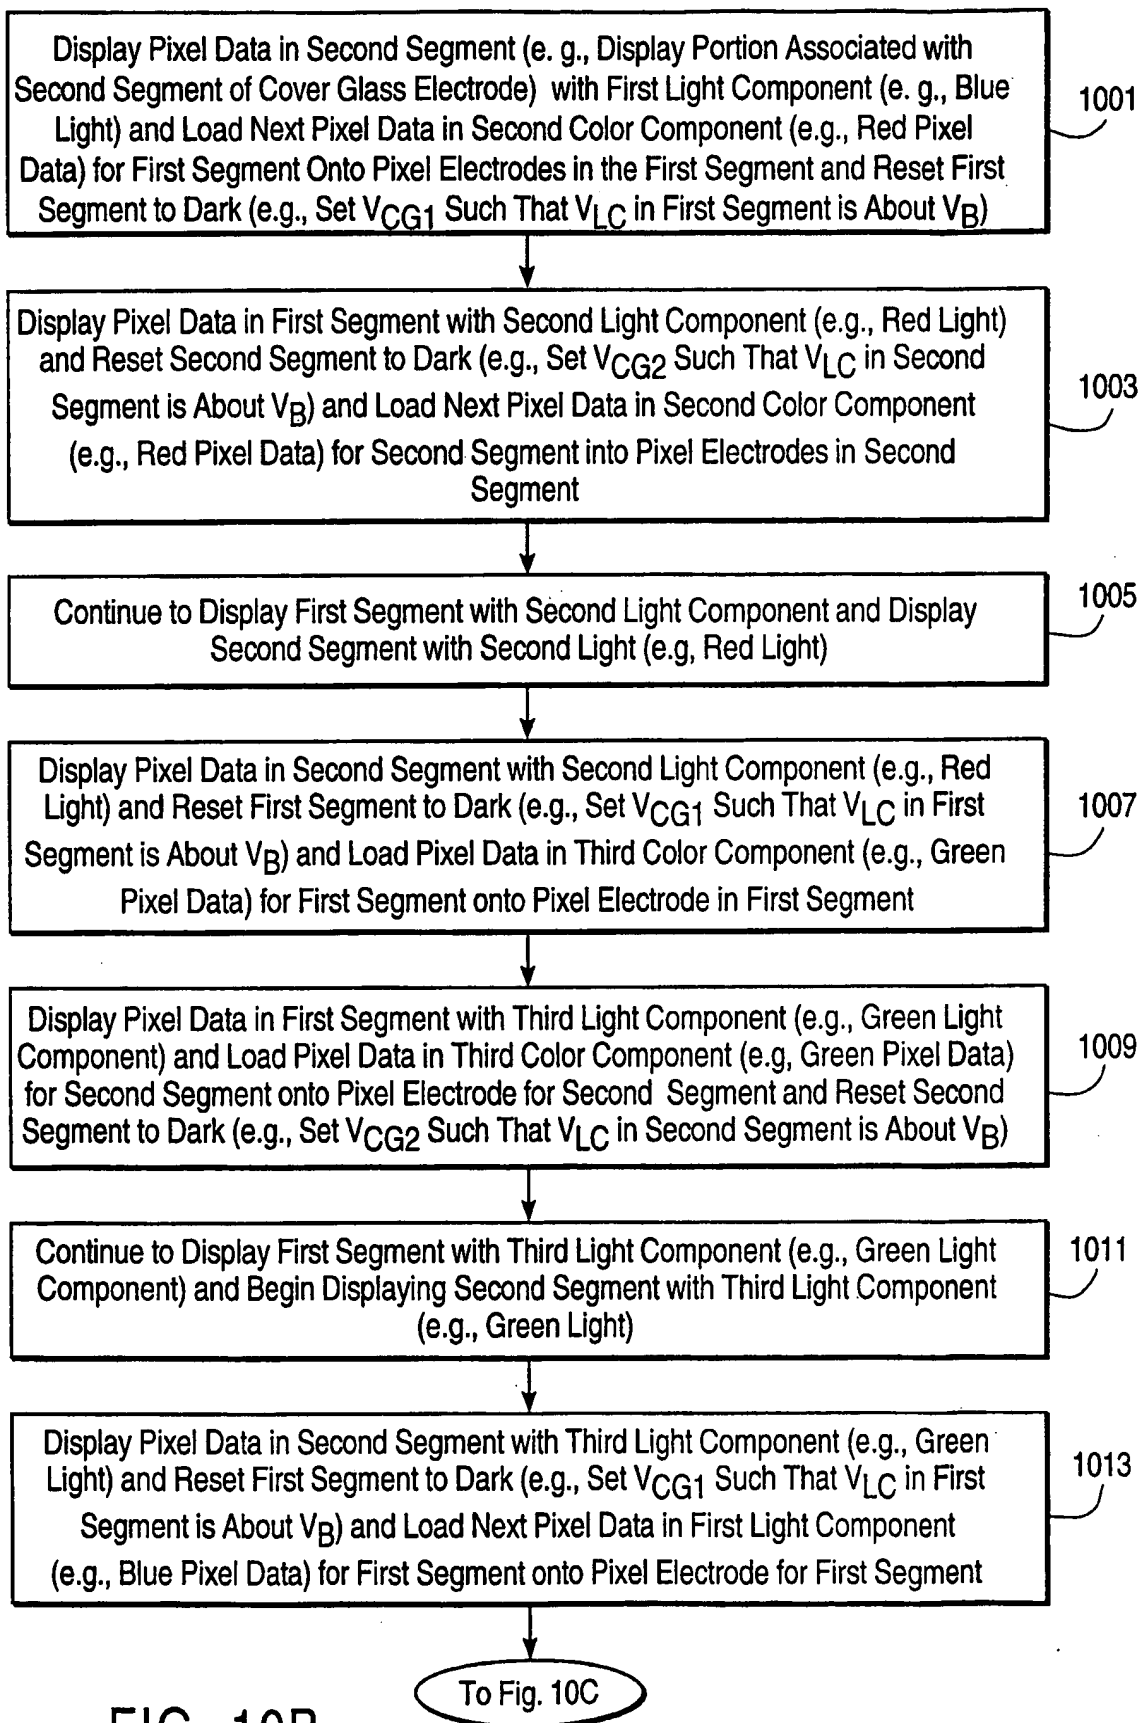 Display Pixel Data in Second Segment (e. g., Display Portion Associated with
Second Segment of Cover Glass Electrode) with First Light Component (e. g., Blue
Light) and Load Next Pixel Data in Second Color Component (e.g., Red Pixel
Data) for First Segment Onto Pixel Electrodes in the First Segment and Reset First
Segment to Dark (e.g., Set VCG1 Such That VLC in First Segment is About VB)
1001
Display Pixel Data in First Segment with Second Light Component (e.g., Red Light)
and Reset Second Segment to Dark (e.g., Set VCG2 Such That VLC in Second
Segment is About VB) and Load Next Pixel Data in Second Color Component
(e.g., Red Pixel Data) for Second Segment into Pixel Electrodes in Second
Segment
1003
Continue to Display First Segment with Second Light Component and Display
Second Segment with Second Light (e.g, Red Light)
1005
Display Pixel Data in Second Segment with Second Light Component (e.g., Red
Light) and Reset First Segment to Dark (e.g., Set VCG1 Such That VLC in First
Segment is About VB) and Load Pixel Data in Third Color Component (e.g., Green
Pixel Data) for First Segment onto Pixel Electrode in First Segment
1007
Display Pixel Data in First Segment with Third Light Component (e.g., Green Light
Component) and Load Pixel Data in Third Color Component (e.g, Green Pixel Data)
for Second Segment onto Pixel Electrode for Second Segment and Reset Second
Segment to Dark (e.g., Set VCG2 Such That VLC in Second Segment is About VB)
1009
Continue to Display First Segment with Third Light Component (e.g., Green Light
Component) and Begin Displaying Second Segment with Third Light Component
(e.g., Green Light)
1011
Display Pixel Data in Second Segment with Third Light Component (e.g., Green
Light) and Reset First Segment to Dark (e.g., Set VCG1 Such That VLC in First
Segment is About VB) and Load Next Pixel Data in First Light Component
(e.g., Blue Pixel Data) for First Segment onto Pixel Electrode for First Segment
1013
To Fig. 10C
FIG. 10B